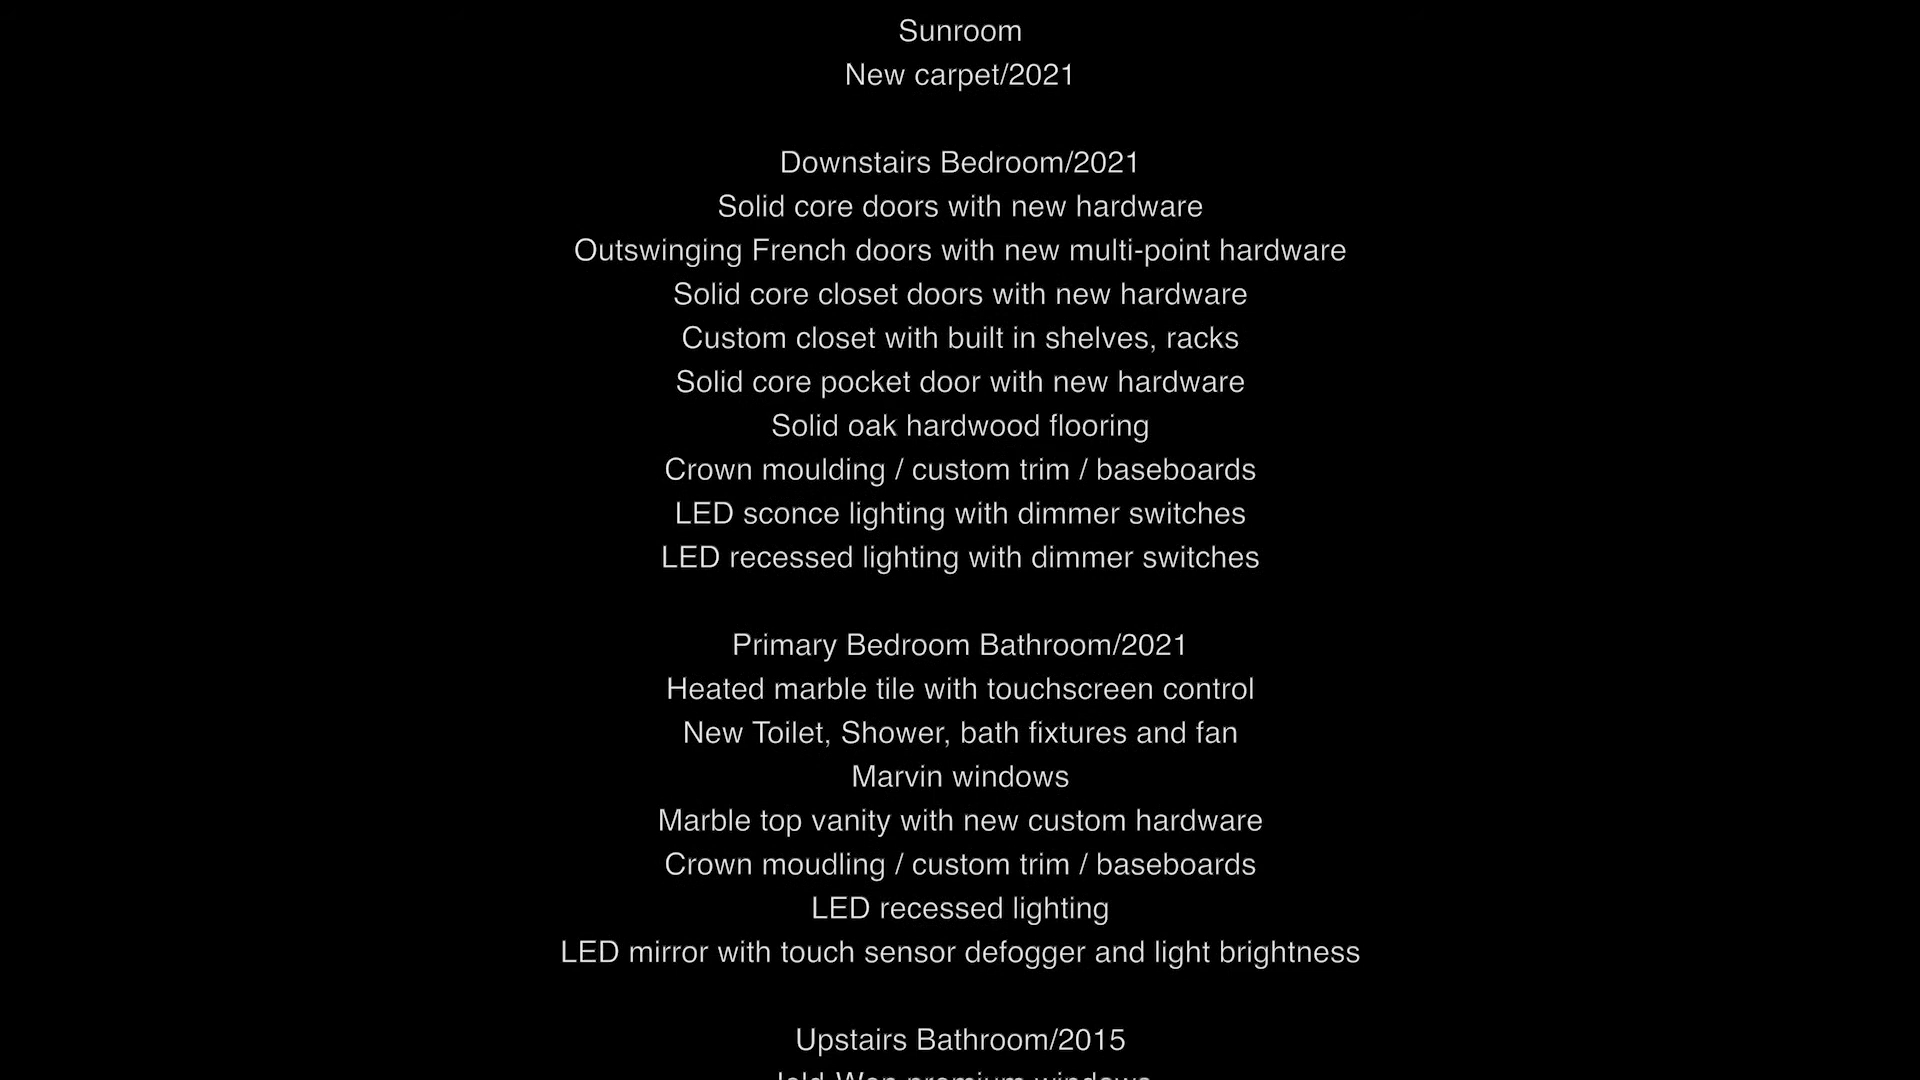 Sunroom
New carpet/2021
Downstairs Bedroom/2021
Solid core doors with new hardware
Outswinging French doors with new multi-point hardware
Solid core closet doors with new hardware
Custom closet with built in shelves, racks
Solid core pocket door with new hardware
Solid oak hardwood flooring
Crown moulding / custom trim / baseboards
LED sconce lighting with dimmer switches
LED recessed lighting with dimmer switches
Primary Bedroom Bathroom/2021
Heated marble tile with touchscreen control
New Toilet, Shower, bath fixtures and fan
Marvin windows
Marble top vanity with new custom hardware
Crown moudling / custom trim / baseboards
LED recessed lighting
LED mirror with touch sensor defogger and light brightness
Upstairs Bathroom/2015
premium windows